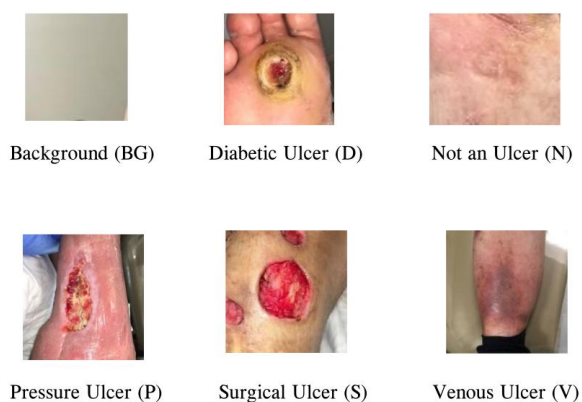 Background (BG)
Diabetic Ulcer (D)
Not an Ulcer (N)
Pressure Ulcer (P)
Surgical Ulcer (S)
Venous Ulcer (V)